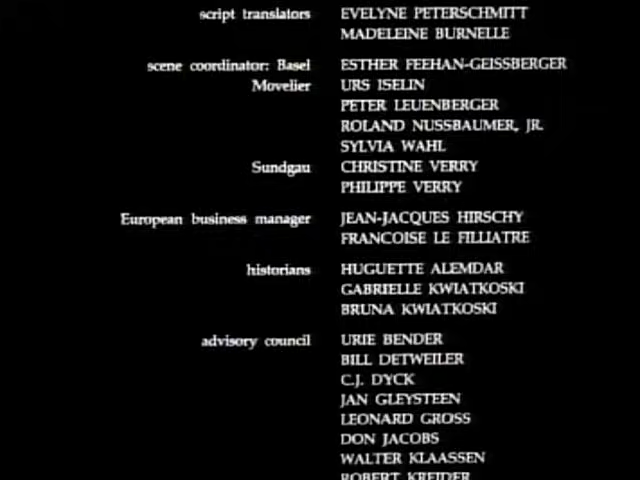 script translators EVELYNE PETERSCHMITT
MADELEINE BURNELLE
scene coordinator: Basel ESTHER FEEHAN-GEISSBERGER
Movelier URS ISELIN
PETER LEUENBERGER
ROLAND NUSSBAUMER, JR.
SYLVIA WAHL
Sundgau CHRISTINE VERRY
PHILIPPE VERRY
European business manager JEAN-JACQUES HIRSCHY
FRANCOISE LE FILLIATRE
historians HUGUETTE ALEMDAR
GABRIELLE KWIATKOSKI
BRUNA KWIATKOSKI
advisory council URIE BENDER
BILL DETWEILER
C.J. DYCK
JAN GLEYSTEEN
LEONARD GROSS
DON JACOBS
WALTER KLAASSEN
ROBERT KREIDER